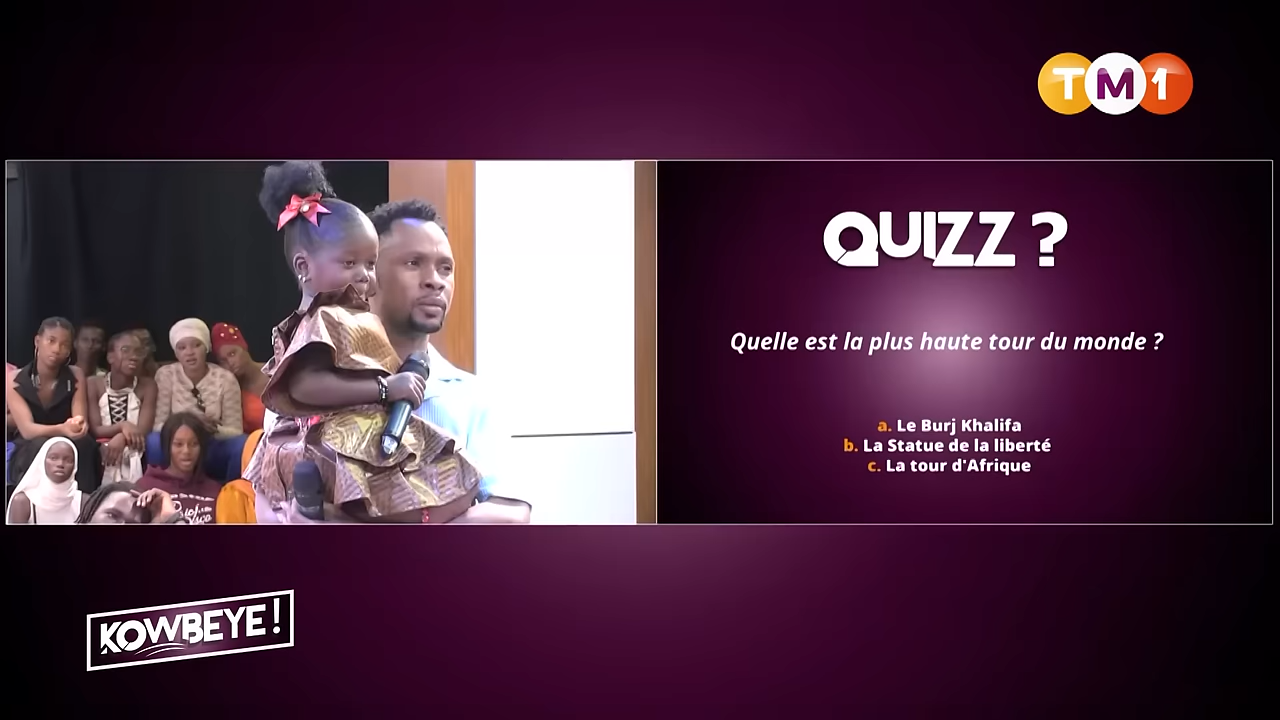 TM1
QUIZZ ?
Quelle est la plus haute tour du monde ?
a. Le Burj Khalifa
b. La Statue de la liberté
c. La tour d'Afrique
KOWBEYE !